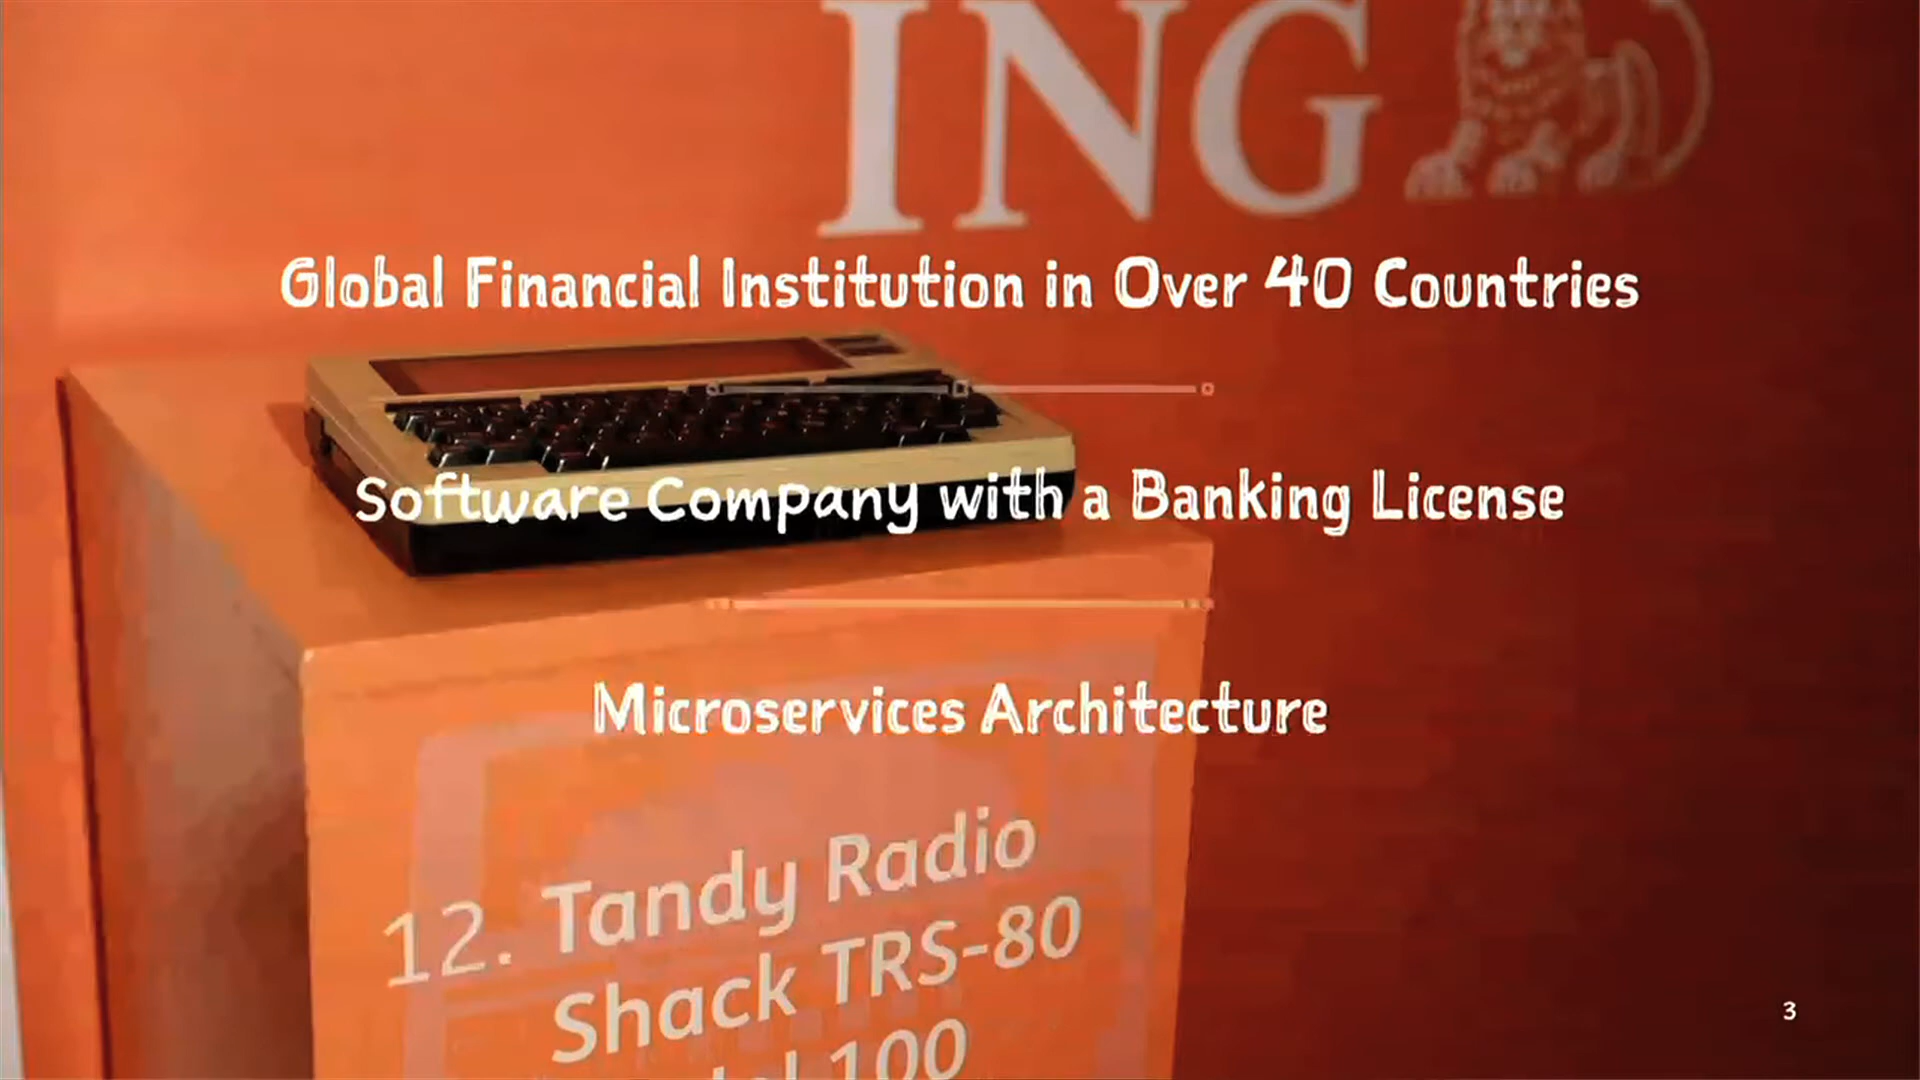 ING
Global Financial Institution in Over 40 Countries
Software Company with a Banking License
Microservices Architecture
12. Tandy Radio
Shack TRS-80
100
3